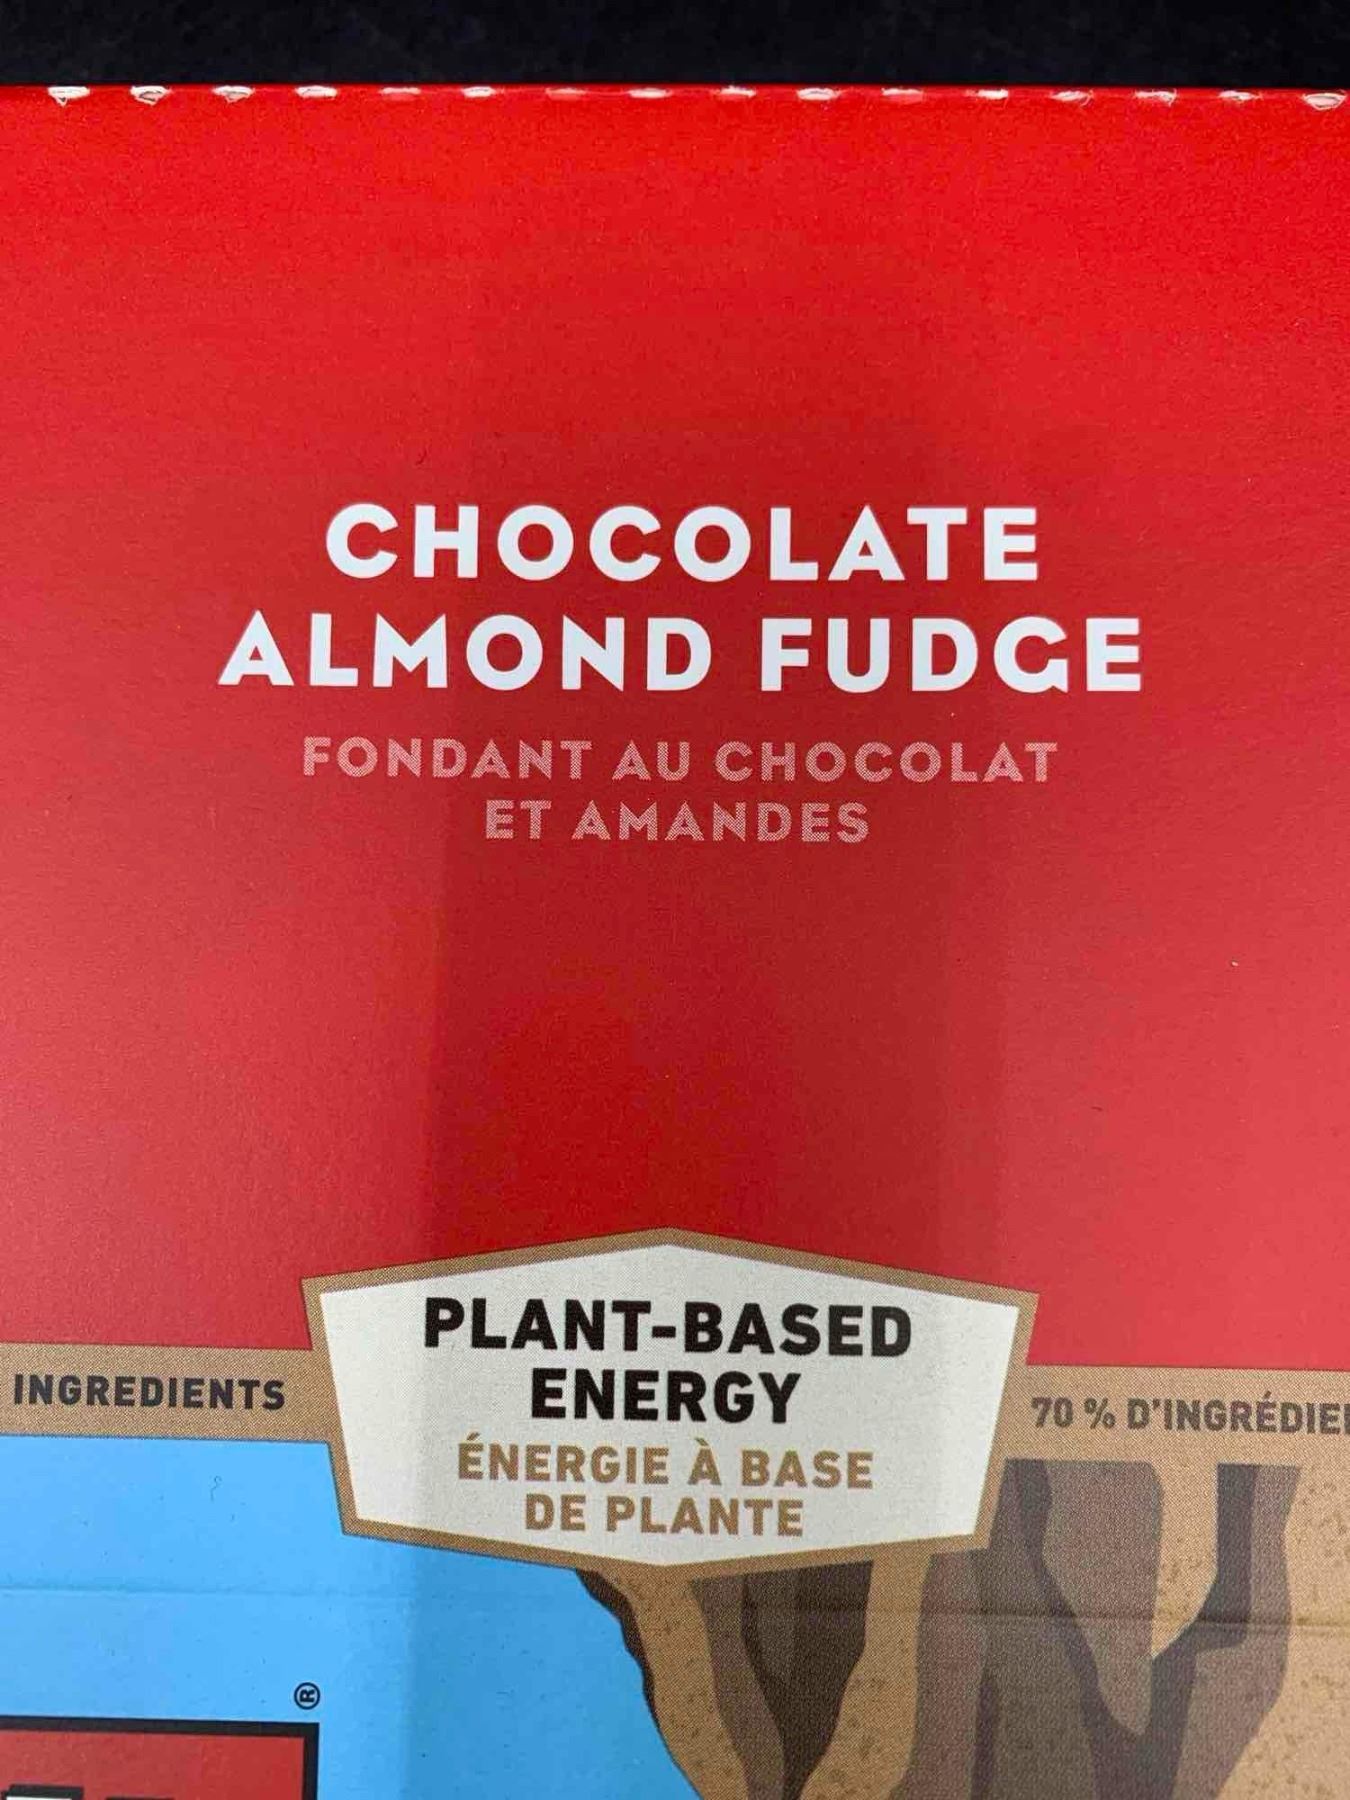 CHOCOLATE
ALMOND FUDGE
FONDANT AU CHOCOLAT
ET AMANDES
PLANT-BASED
ENERGY
ÉNERGIE À BASE
DE PLANTE
INGREDIENTS
70 % D'INGRÉDIE
®